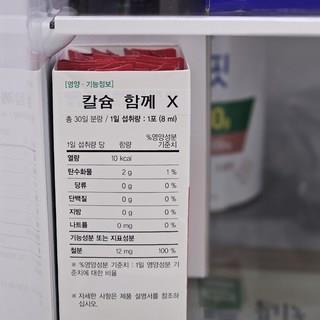 [영양·기능정보]
칼슘 함께 X
총 30일 분량 / 1일 섭취량 : 1포 (8 ml)
1일 섭취량 당 함량 %영양성분 기준치
열량 10 kcal
탄수화물 2 g 1 %
당류 0 g 0 %
단백질 0 g 0 %
지방 0 g 0 %
나트륨 0 mg 0 %
기능성분 또는 지표성분
철분 12 mg 100 %
※ %영양성분 기준치 : 1일 영양성분 기
준치에 대한 비율
※ 자세한 사항은 제품 설명서를 참조하
십시오.
핏